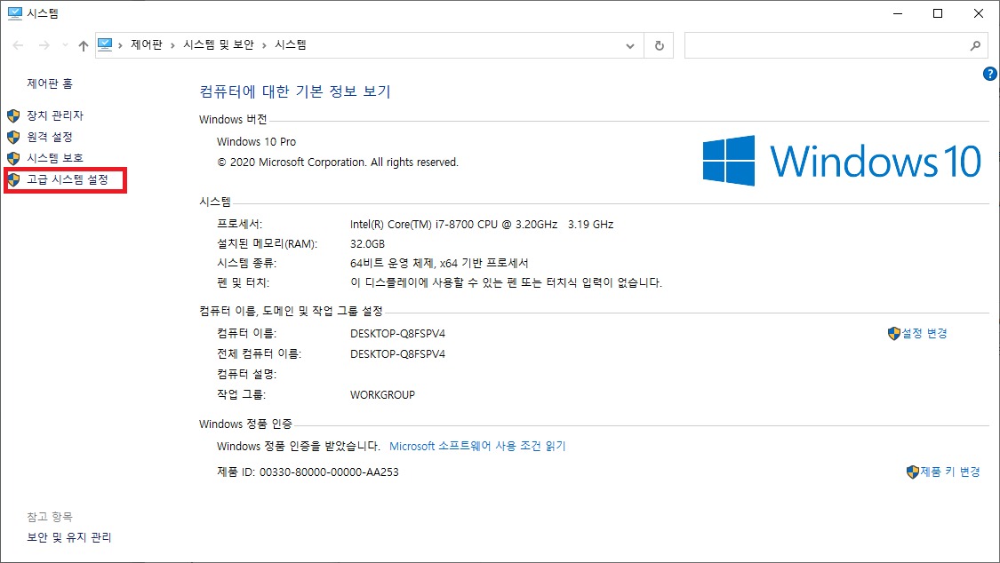 시스템
제어판 > 시스템 및 보안 > 시스템
제어판 홈
장치 관리자
원격 설정
시스템 보호
고급 시스템 설정
컴퓨터에 대한 기본 정보 보기
Windows 버전
Windows 10 Pro
© 2020 Microsoft Corporation. All rights reserved.
Windows 10
시스템
프로세서: Intel(R) Core(TM) i7-8700 CPU @ 3.20GHz 3.19 GHz
설치된 메모리(RAM): 32.0GB
시스템 종류: 64비트 운영 체제, x64 기반 프로세서
펜 및 터치: 이 디스플레이에 사용할 수 있는 펜 또는 터치식 입력이 없습니다.
컴퓨터 이름, 도메인 및 작업 그룹 설정
컴퓨터 이름: DESKTOP-Q8FSPV4 설정 변경
전체 컴퓨터 이름: DESKTOP-Q8FSPV4
컴퓨터 설명:
작업 그룹: WORKGROUP
Windows 정품 인증
Windows 정품 인증을 받았습니다. Microsoft 소프트웨어 사용 조건 읽기
제품 ID: 00330-80000-00000-AA253 제품 키 변경
참고 항목
보안 및 유지 관리